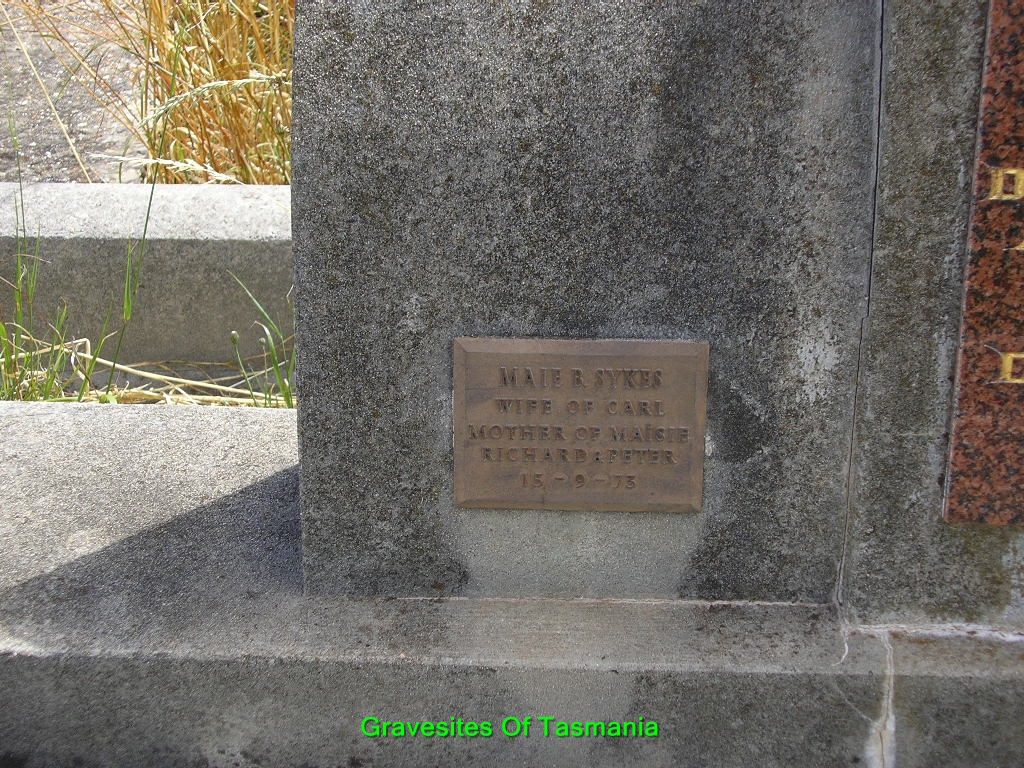 MAIE B. SYKES
WIFE OF CARL
MOTHER OF MAISIE
RICHARD & PETER
15-9-73
D
E
Gravesites Of Tasmania